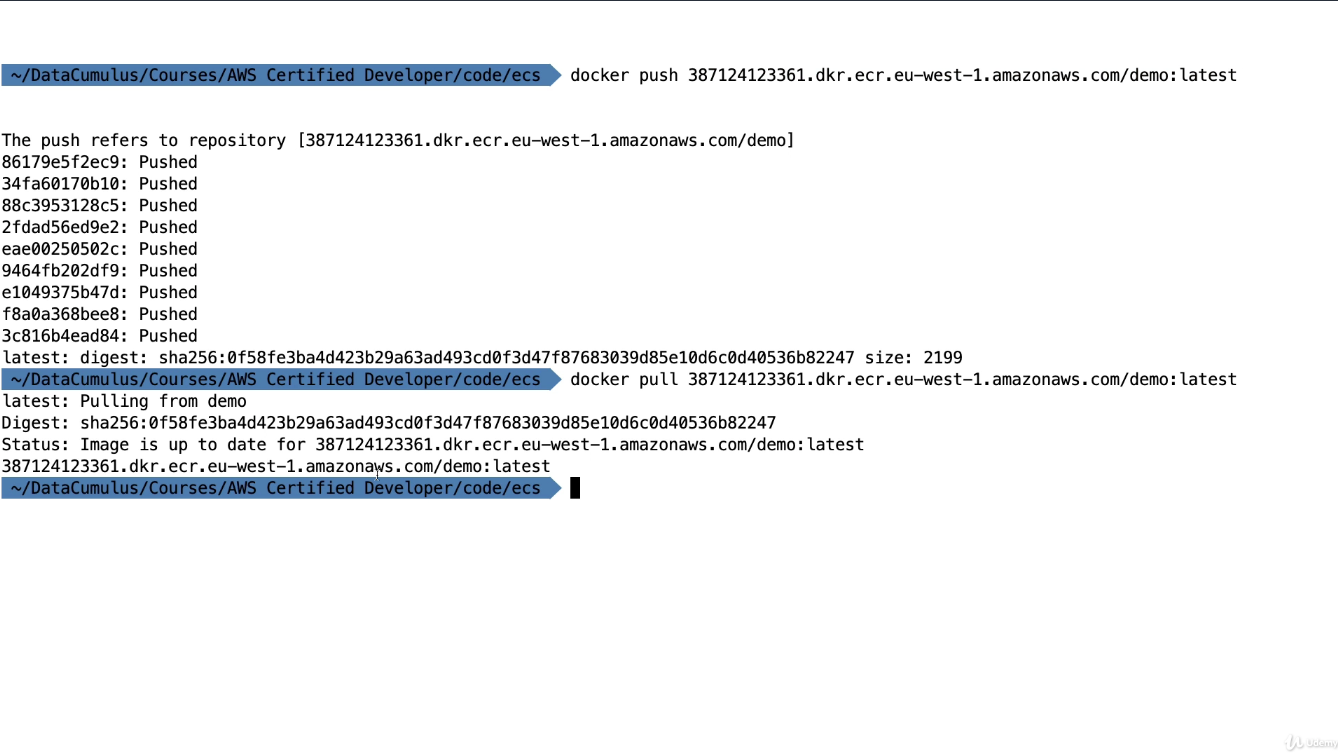 ~/DataCumulus/Courses/AWS Certified Developer/code/ecs docker push 387124123361.dkr.ecr.eu-west-1.amazonaws.com/demo:latest
The push refers to repository [387124123361.dkr.ecr.eu-west-1.amazonaws.com/demo]
86179e5f2ec9: Pushed
34fa60170b10: Pushed
88c3953128c5: Pushed
2fdad56ed9e2: Pushed
eae00250502c: Pushed
9464fb202df9: Pushed
e1049375b47d: Pushed
f8a0a368bee8: Pushed
3c816b4ead84: Pushed
latest: digest: sha256:0f58fe3ba4d423b29a63ad493cd0f3d47f87683039d85e10d6c0d40536b82247 size: 2199
~/DataCumulus/Courses/AWS Certified Developer/code/ecs docker pull 387124123361.dkr.ecr.eu-west-1.amazonaws.com/demo:latest
latest: Pulling from demo
Digest: sha256:0f58fe3ba4d423b29a63ad493cd0f3d47f87683039d85e10d6c0d40536b82247
Status: Image is up to date for 387124123361.dkr.ecr.eu-west-1.amazonaws.com/demo:latest
387124123361.dkr.ecr.eu-west-1.amazonaws.com/demo:latest
~/DataCumulus/Courses/AWS Certified Developer/code/ecs
Udemy